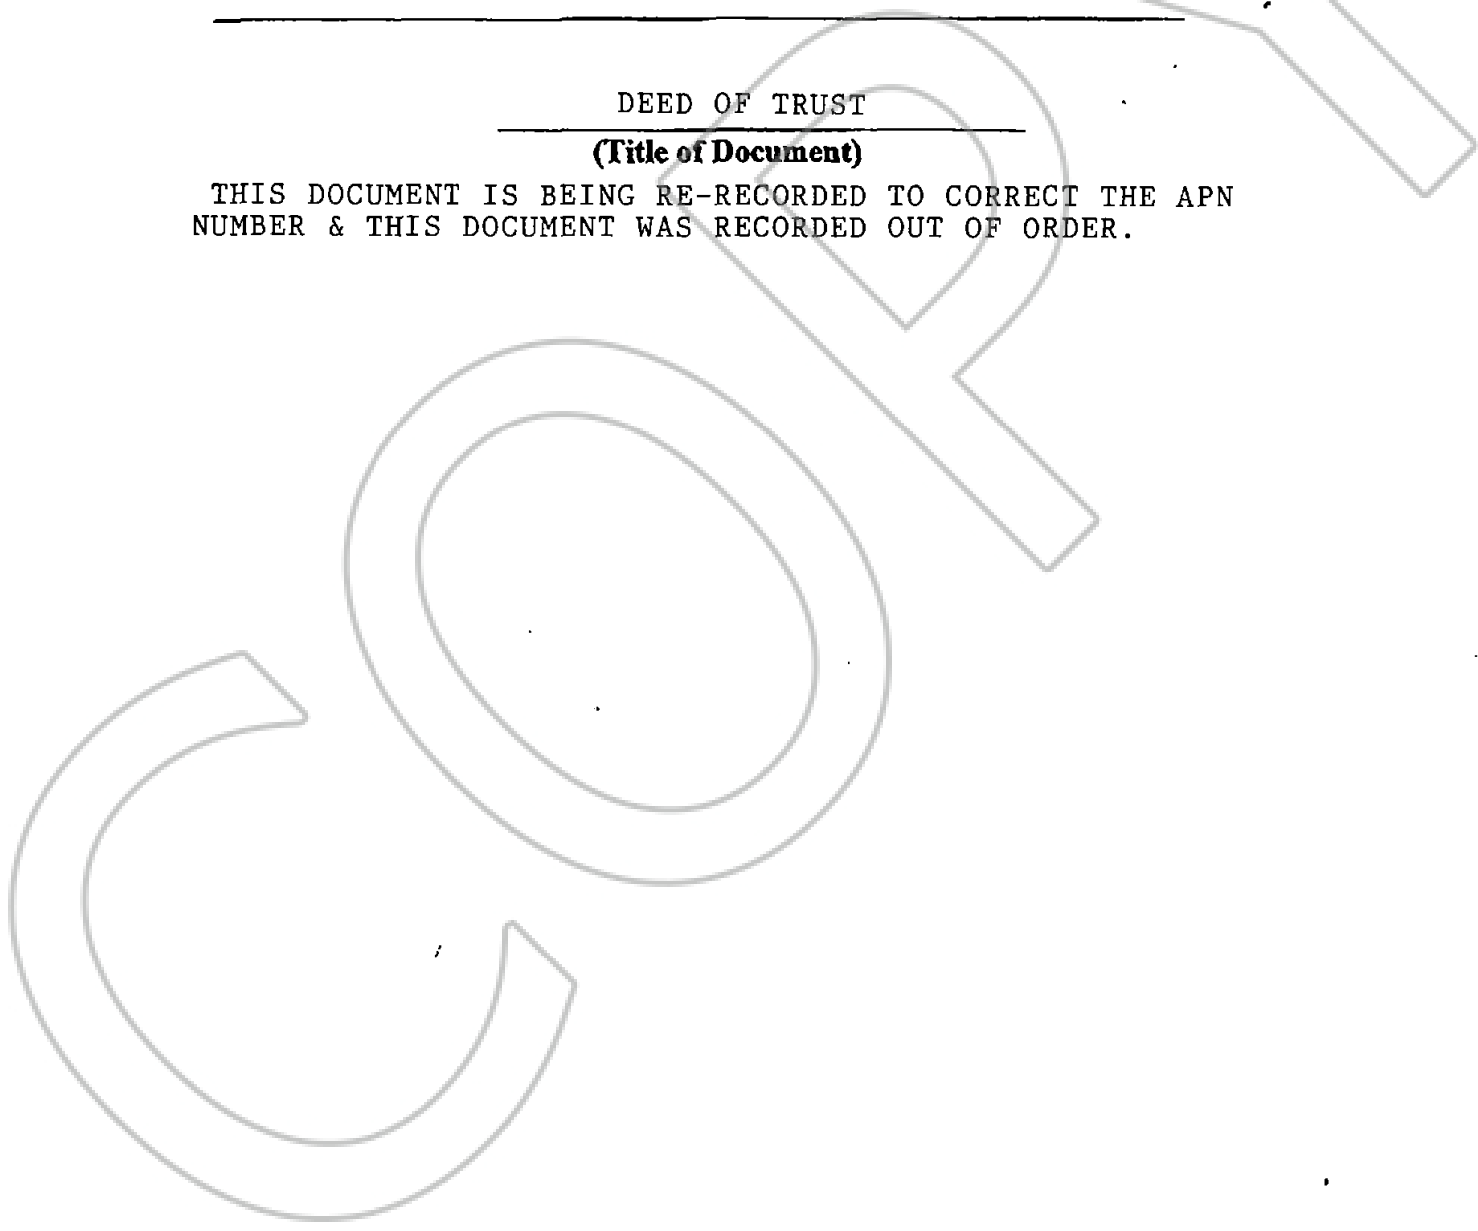 DEED OF TRUST
(Title of Document)
THIS DOCUMENT IS BEING RE-RECORDED TO CORRECT THE APN
NUMBER & THIS DOCUMENT WAS RECORDED OUT OF ORDER.
COPY